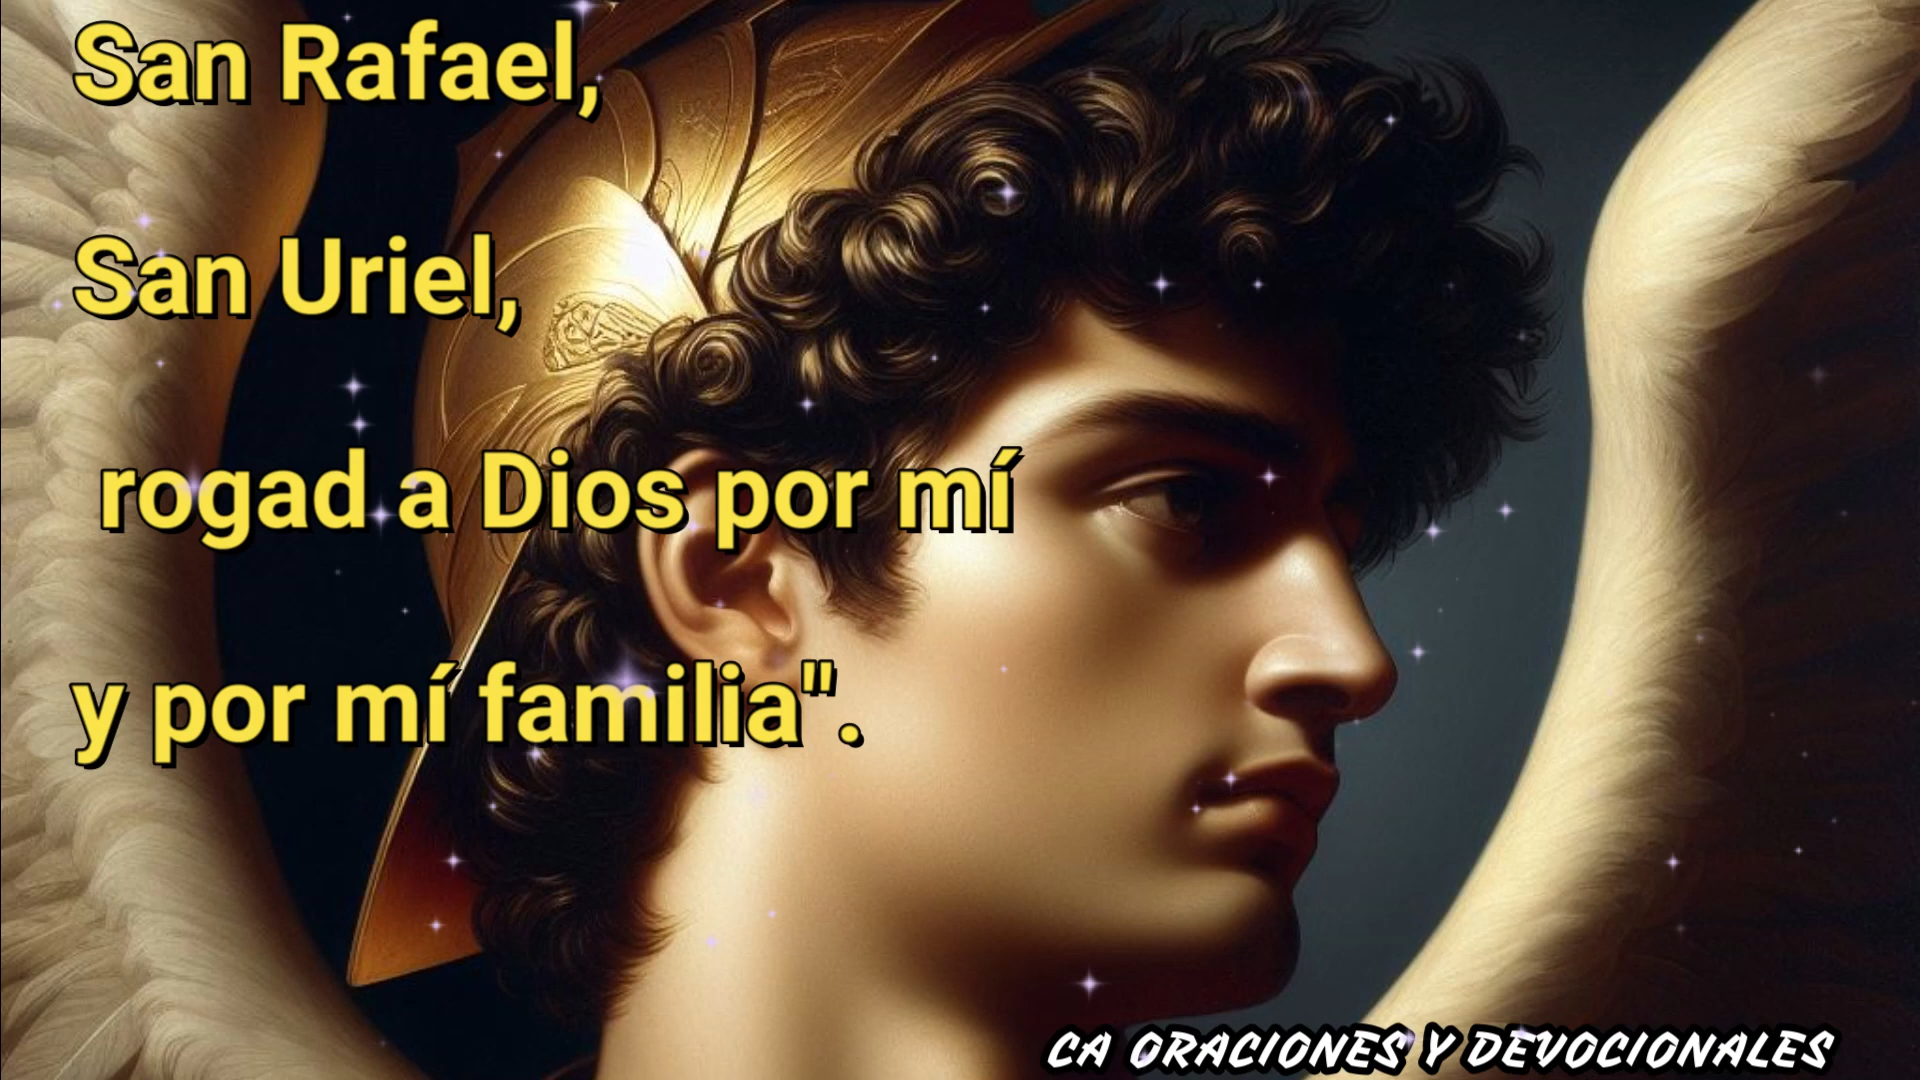 San Rafael,
San Uriel,
rogad a Dios por mí
y por mí familia".
CA ORACIONES Y DEVOCIONALES